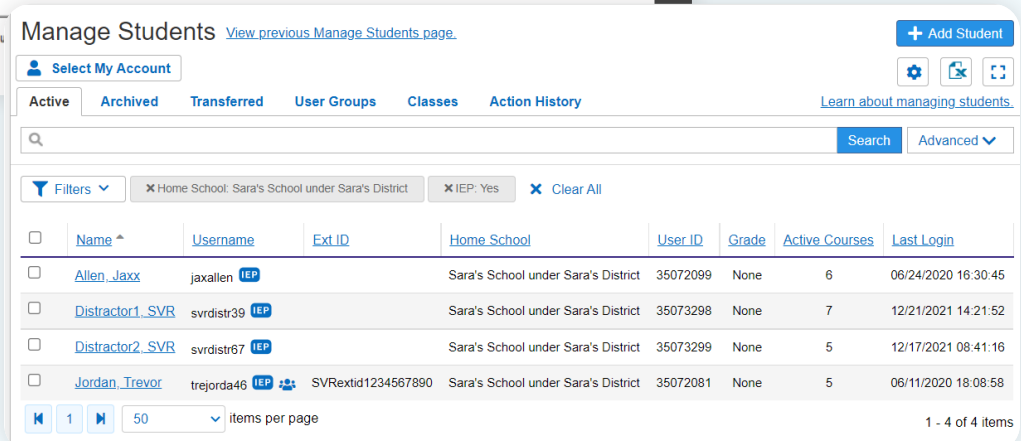 Manage Students View previous Manage Students page.
Add Student
Select My Account
Active Archived Transferred User Groups Classes Action History Learn about managing students.
Search Advanced
Filters Home School: Sara's School under Sara's District IEP: Yes Clear All
Name Username Ext ID Home School User ID Grade Active Courses Last Login
Allen, Jaxx jaxallen IEP Sara's School under Sara's District 35072099 None 6 06/24/2020 16:30:45
Distractor1, SVR svrdistr39 IEP Sara's School under Sara's District 35073298 None 7 12/21/2021 14:21:52
Distractor2, SVR svrdistr67 IEP Sara's School under Sara's District 35073299 None 5 12/17/2021 08:41:16
Jordan, Trevor trejorda46 IEP SVRextid1234567890 Sara's School under Sara's District 35072081 None 5 06/11/2020 18:08:58
1 50 items per page 1 - 4 of 4 items